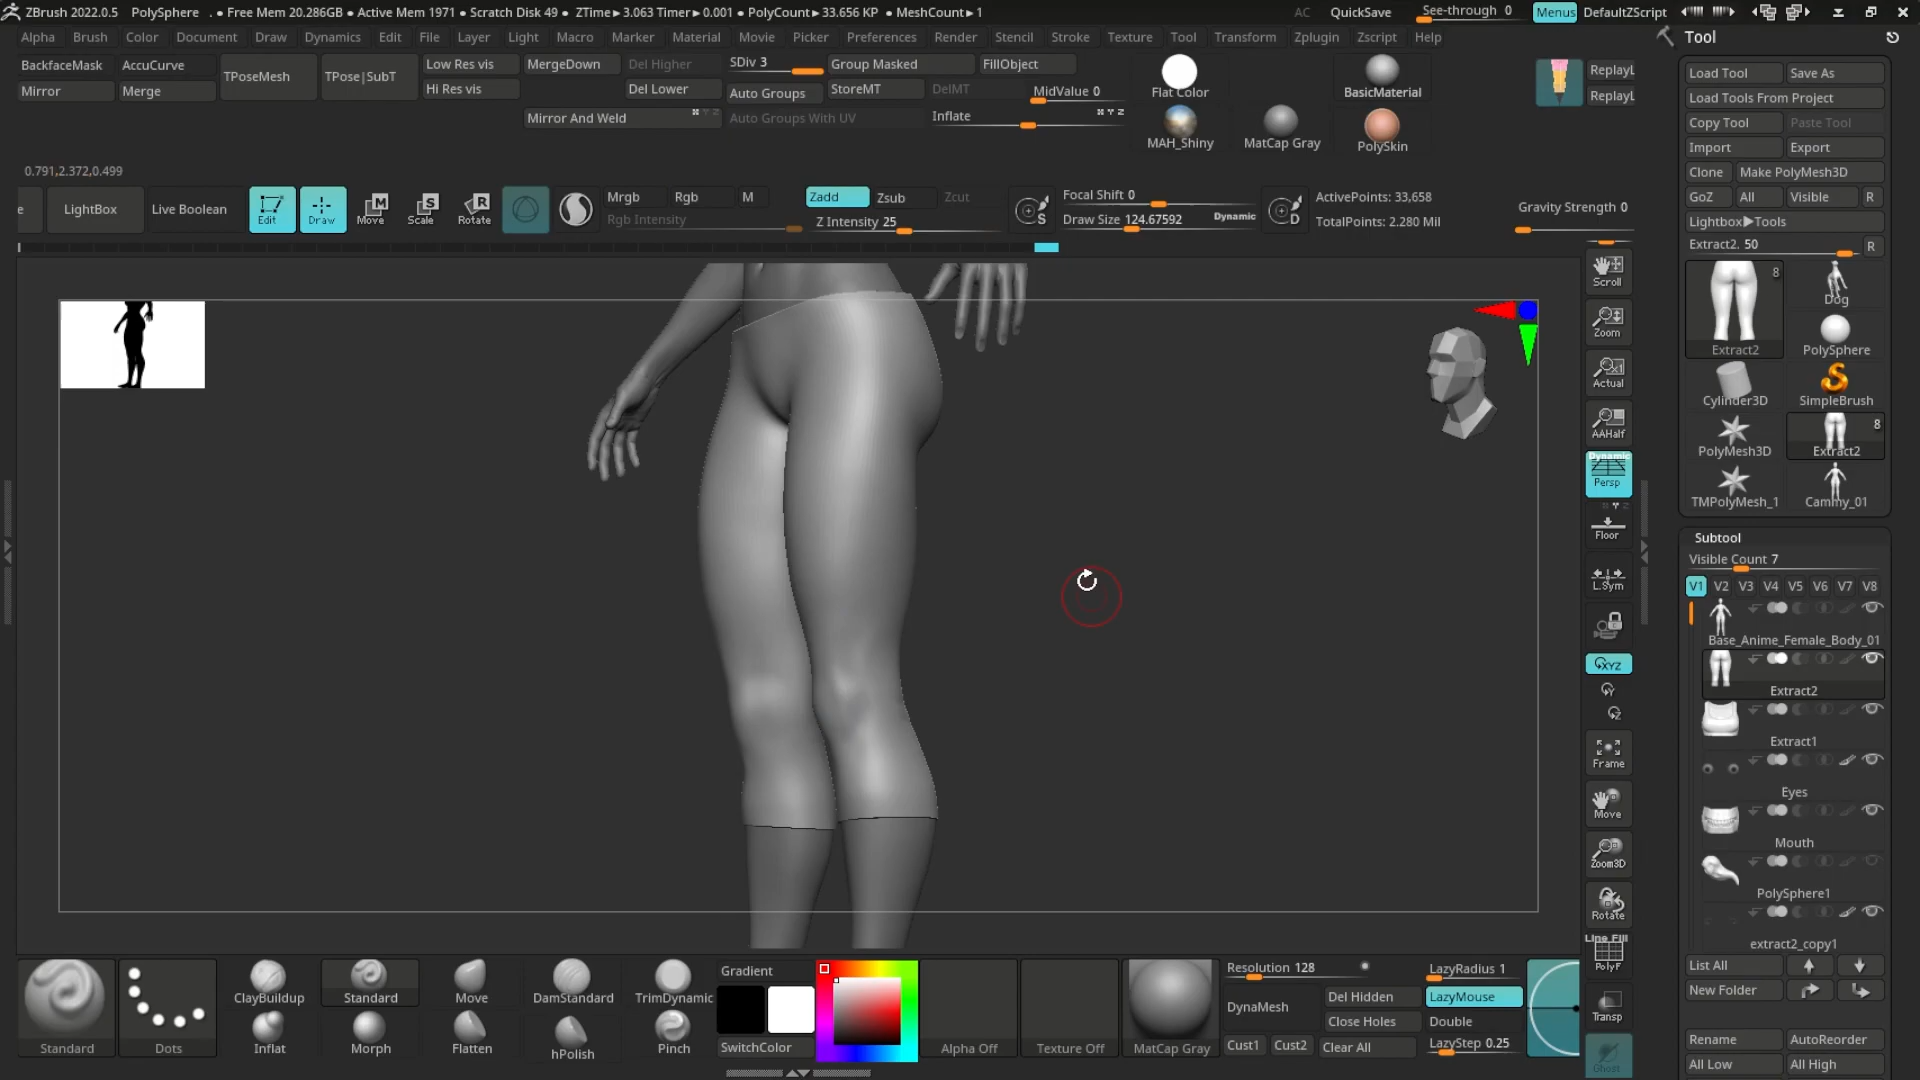 ZBrush 2022.0.5 PolySphere . • Free Mem 20.286GB • Active Mem 1971 • Scratch Disk 49 • ZTime▸3.063 Timer▸0.001 • PolyCount▸33.656 KP • MeshCount▸1 AC QuickSave See-through 0 Menus DefaultZScript
Alpha Brush Color Document Draw Dynamics Edit File Layer Light Macro Marker Material Movie Picker Preferences Render Stencil Stroke Texture Tool Transform Zplugin Zscript Help
Tool
BackfaceMask AccuCurve TPoseMesh TPose|SubT Low Res vis MergeDown Del Higher SDiv 3 Group Masked FillObject
Mirror Merge Hi Res vis Del Lower Auto Groups StoreMT DelMT MidValue 0
Mirror And Weld Auto Groups With UV Inflate
Flat Color BasicMaterial
MAH_Shiny MatCap Gray PolySkin
ReplayL
ReplayL
0.791,2.372,0.499
e LightBox Live Boolean Edit Draw Move Scale Rotate
Mrgb Rgb M
Rgb Intensity
Zadd Zsub Zcut
Z Intensity 25
S
Focal Shift 0
Draw Size 124.67592 Dynamic
D
ActivePoints: 33,658
TotalPoints: 2.280 Mil
Gravity Strength 0
Load Tool Save As
Load Tools From Project
Copy Tool Paste Tool
Import Export
Clone Make PolyMesh3D
GoZ All Visible R
Lightbox▶Tools
Extract2. 50 R
8
Extract2
Dog
PolySphere
Cylinder3D SimpleBrush
PolyMesh3D
8
Extract2
TMPolyMesh_1 Cammy_01
Scroll
Zoom
Actual
AAHalf
Dynamic
Persp
Floor
L.Sym
XYZ
Y
Z
Frame
Move
Zoom3D
Rotate
Line Fill
PolyF
Transp
Ghost
Subtool
Visible Count 7
V1 V2 V3 V4 V5 V6 V7 V8
Base_Anime_Female_Body_01
Extract2
Extract1
Eyes
Mouth
PolySphere1
extract2_copy1
List All
New Folder
Rename AutoReorder
All Low All High
Standard
Dots
ClayBuildup Standard Move DamStandard TrimDynamic
Inflat Morph Flatten hPolish Pinch
Gradient
SwitchColor
Alpha Off
Texture Off
MatCap Gray
Resolution 128
DynaMesh
Cust1 Cust2
Del Hidden
Close Holes
Clear All
LazyRadius 1
LazyMouse
Double
LazyStep 0.25